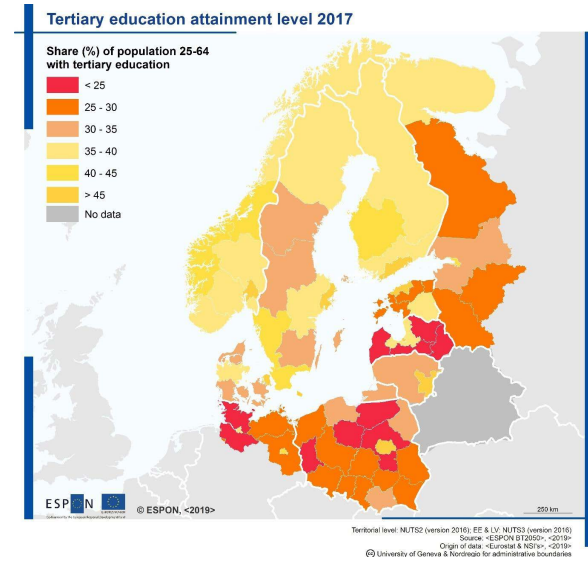 Tertiary education attainment level 2017
Share (%) of population 25-64
with tertiary education
< 25
25 - 30
30 - 35
35 - 40
40 - 45
> 45
No data
ESPON
© ESPON, <2019>
250 km
Territorial level: NUTS2 (version 2016); EE & LV: NUTS3 (version 2016)
Source: <ESPON BT2050>, <2019>
Origin of data: <Eurostat & NSI's>, <2019>
(cc) University of Geneva & Nordregio for administrative boundaries